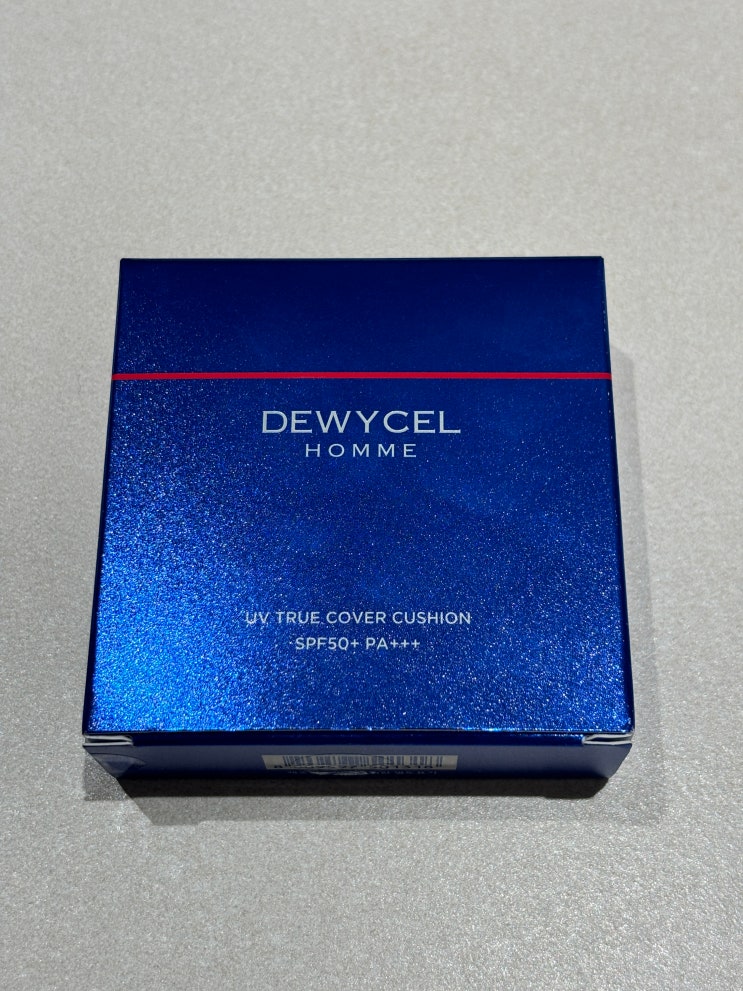 DEWYCEL
HOMME
UV TRUE COVER CUSHION
SPF50+ PA+++